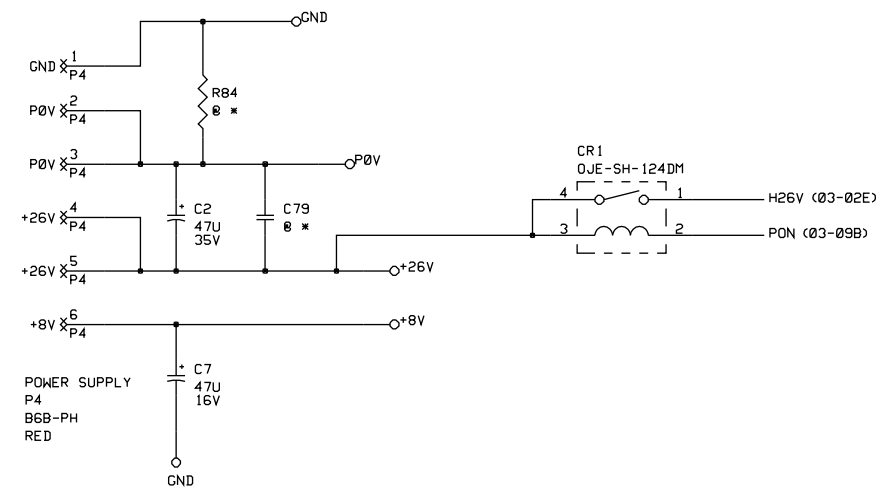 GND
1
GND
P4
2
P0V
P4
R84
@ *
3
P0V
P4
P0V
4
+26V
P4
+
C2
47U
35V
C79
@ *
5
+26V
P4
+26V
CR1
OJE-SH-124DM
4
1
H26V (03-02E)
3
2
PON (03-09B)
6
+8V
P4
+8V
+
C7
47U
16V
POWER SUPPLY
P4
B6B-PH
RED
GND